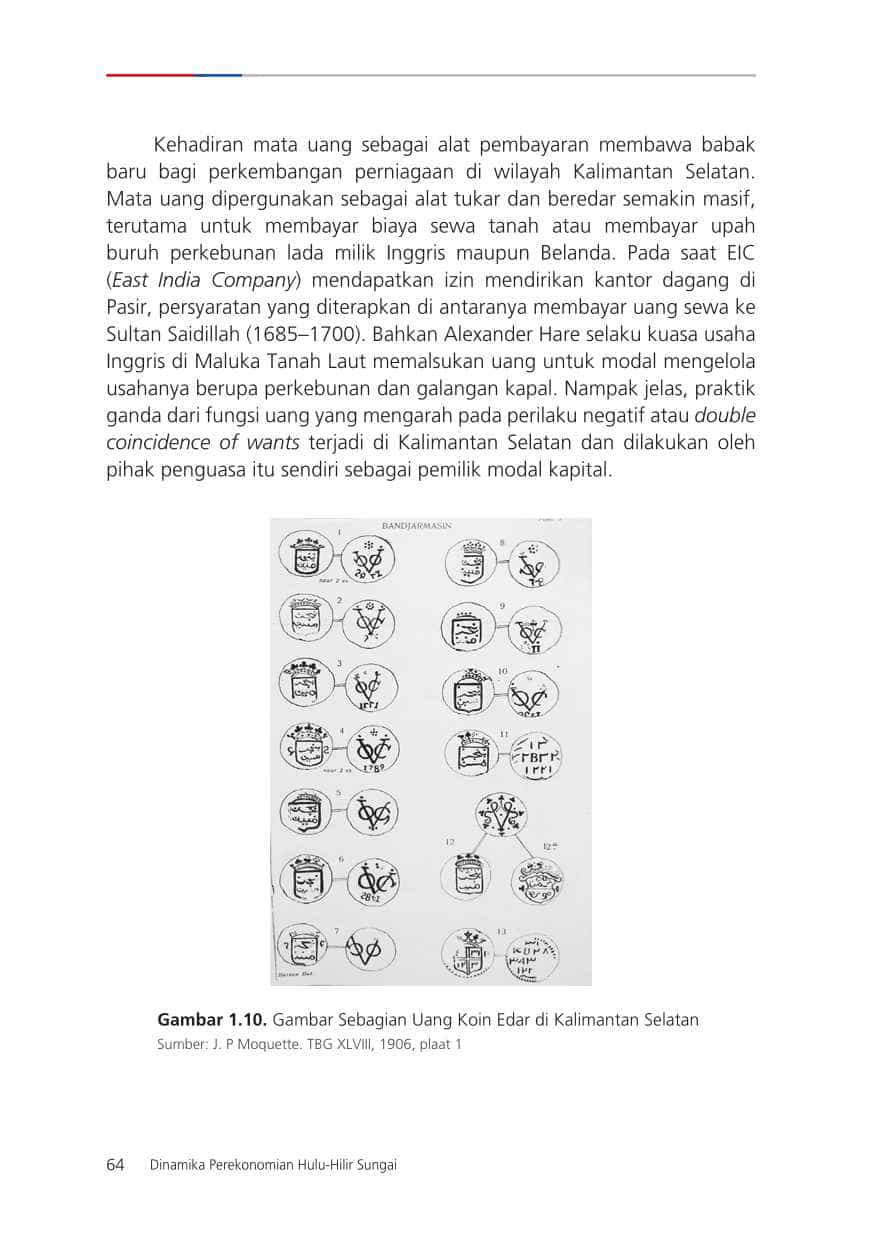 Kehadiran mata uang sebagai alat pembayaran membawa babak
baru bagi perkembangan perniagaan di wilayah Kalimantan Selatan.
Mata uang dipergunakan sebagai alat tukar dan beredar semakin masif,
terutama untuk membayar biaya sewa tanah atau membayar upah
buruh perkebunan lada milik Inggris maupun Belanda. Pada saat EIC
(East India Company) mendapatkan izin mendirikan kantor dagang di
Pasir, persyaratan yang diterapkan di antaranya membayar uang sewa ke
Sultan Saidillah (1685–1700). Bahkan Alexander Hare selaku kuasa usaha
Inggris di Maluka Tanah Laut memalsukan uang untuk modal mengelola
usahanya berupa perkebunan dan galangan kapal. Nampak jelas, praktik
ganda dari fungsi uang yang mengarah pada perilaku negatif atau double
coincidence of wants terjadi di Kalimantan Selatan dan dilakukan oleh
pihak penguasa itu sendiri sebagai pemilik modal kapital.
BANDJARMASIN
1
naar 2 ex.
2
3
1221
4
1789
naar 2 ex.
5
6
7
8
9
10
11
١٢٢١
12
12a
13
Gambar 1.10. Gambar Sebagian Uang Koin Edar di Kalimantan Selatan
Sumber: J. P Moquette. TBG XLVIII, 1906, plaat 1
64 Dinamika Perekonomian Hulu-Hilir Sungai